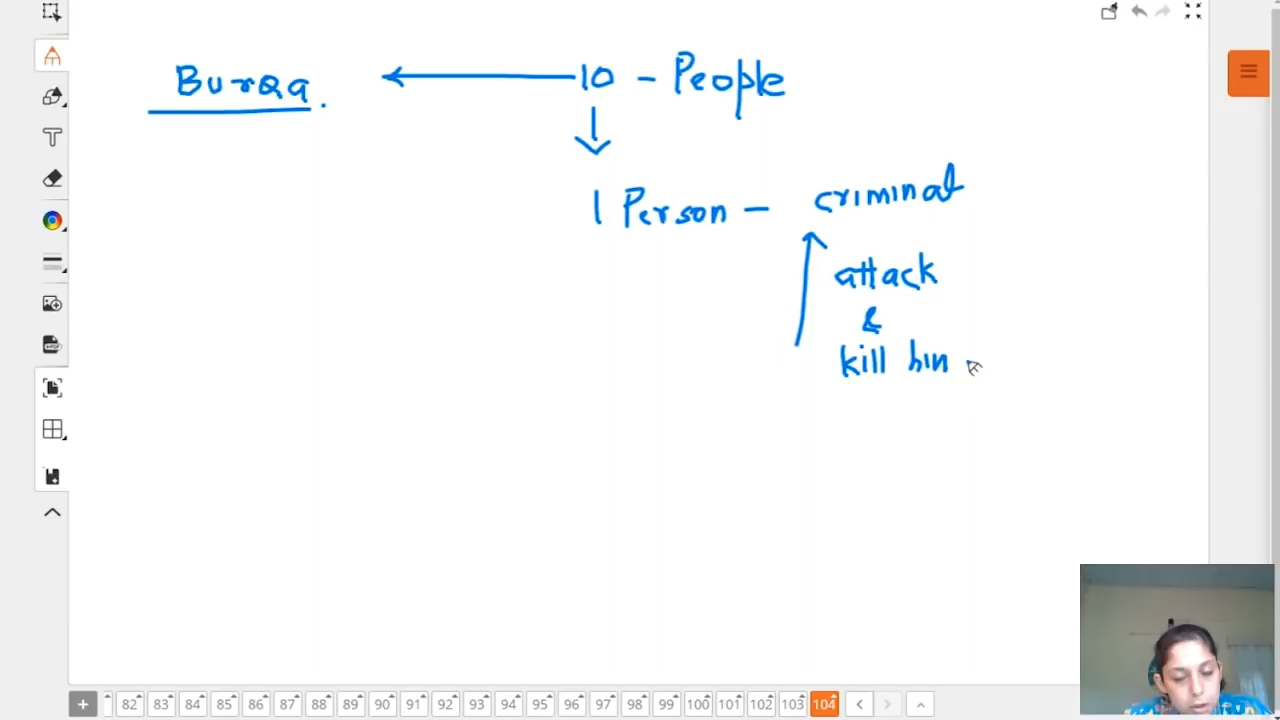 BurQa. ← 10 - People
1 Person - criminal
attack
&
kill him
82 83 84 85 86 87 88 89 90 91 92 93 94 95 96 97 98 99 100 101 102 103 104